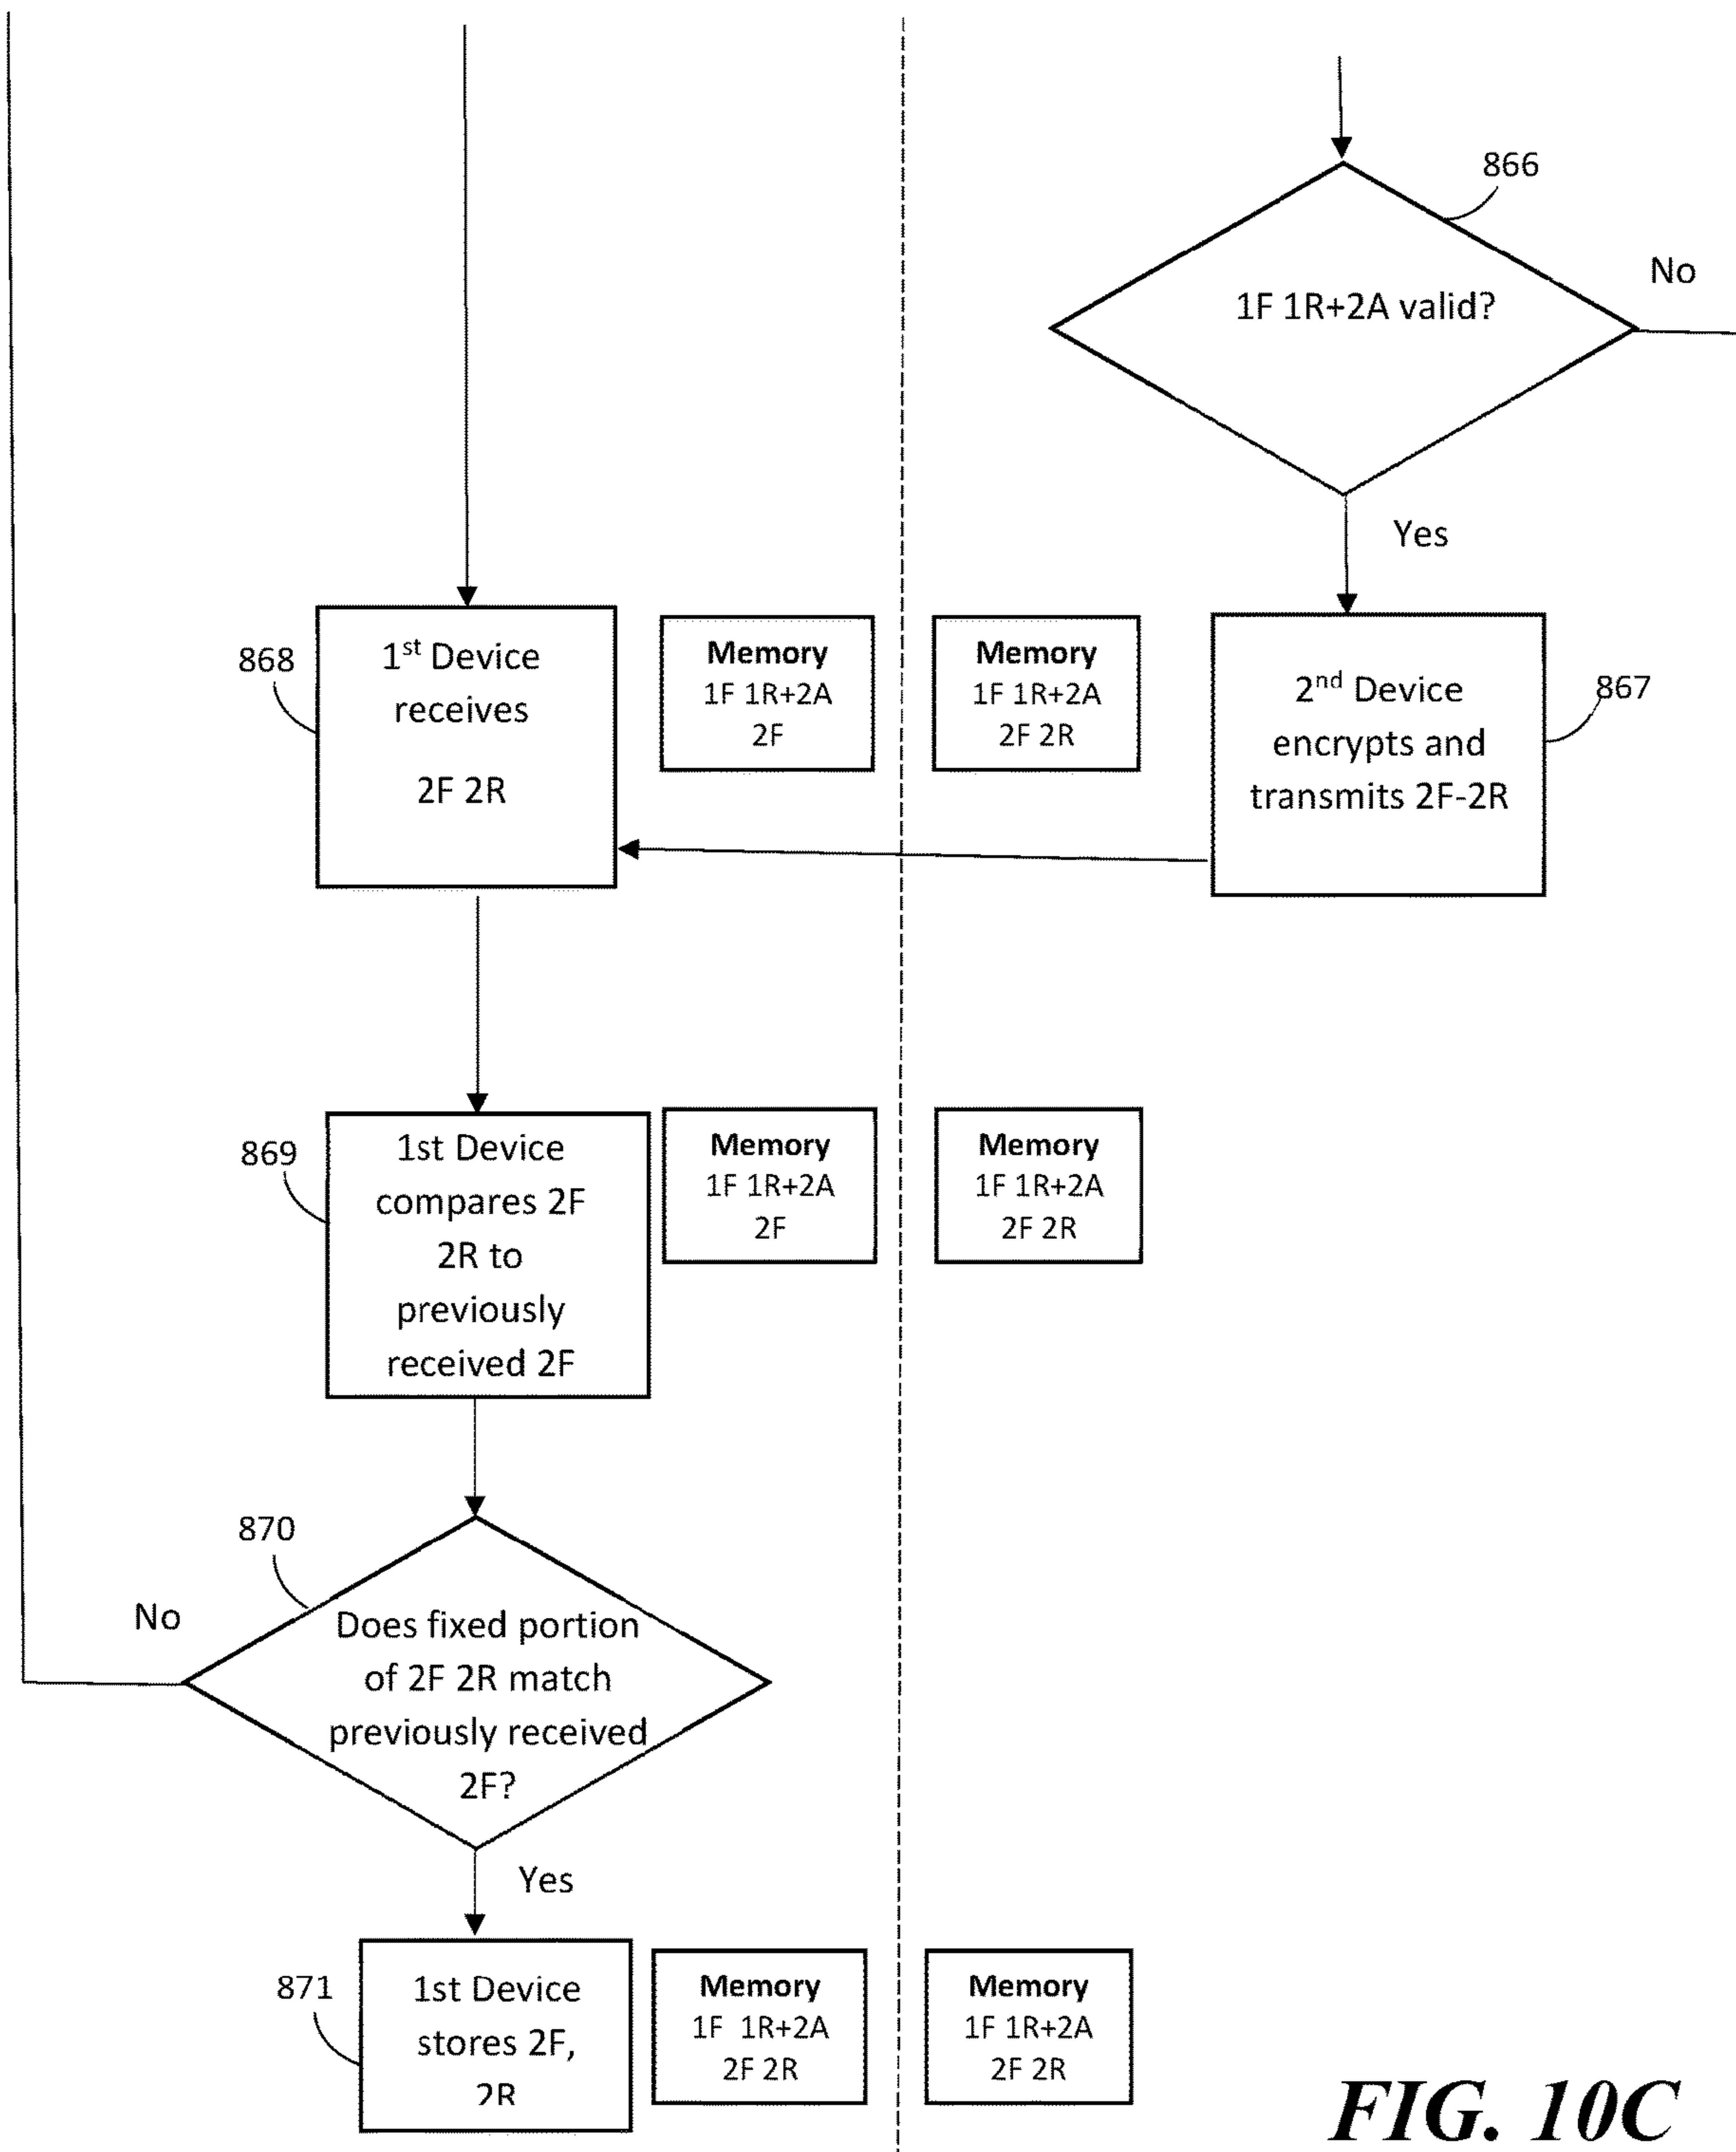 866
1F 1R+2A valid?
No
Yes
868
1st Device
receives
2F 2R
Memory
1F 1R+2A
2F
Memory
1F 1R+2A
2F 2R
2nd Device
encrypts and
transmits 2F-2R
867
869
1st Device
compares 2F
2R to
previously
received 2F
Memory
1F 1R+2A
2F
Memory
1F 1R+2A
2F 2R
870
No
Does fixed portion
of 2F 2R match
previously received
2F?
Yes
871
1st Device
stores 2F,
2R
Memory
1F 1R+2A
2F 2R
Memory
1F 1R+2A
2F 2R
FIG. 10C